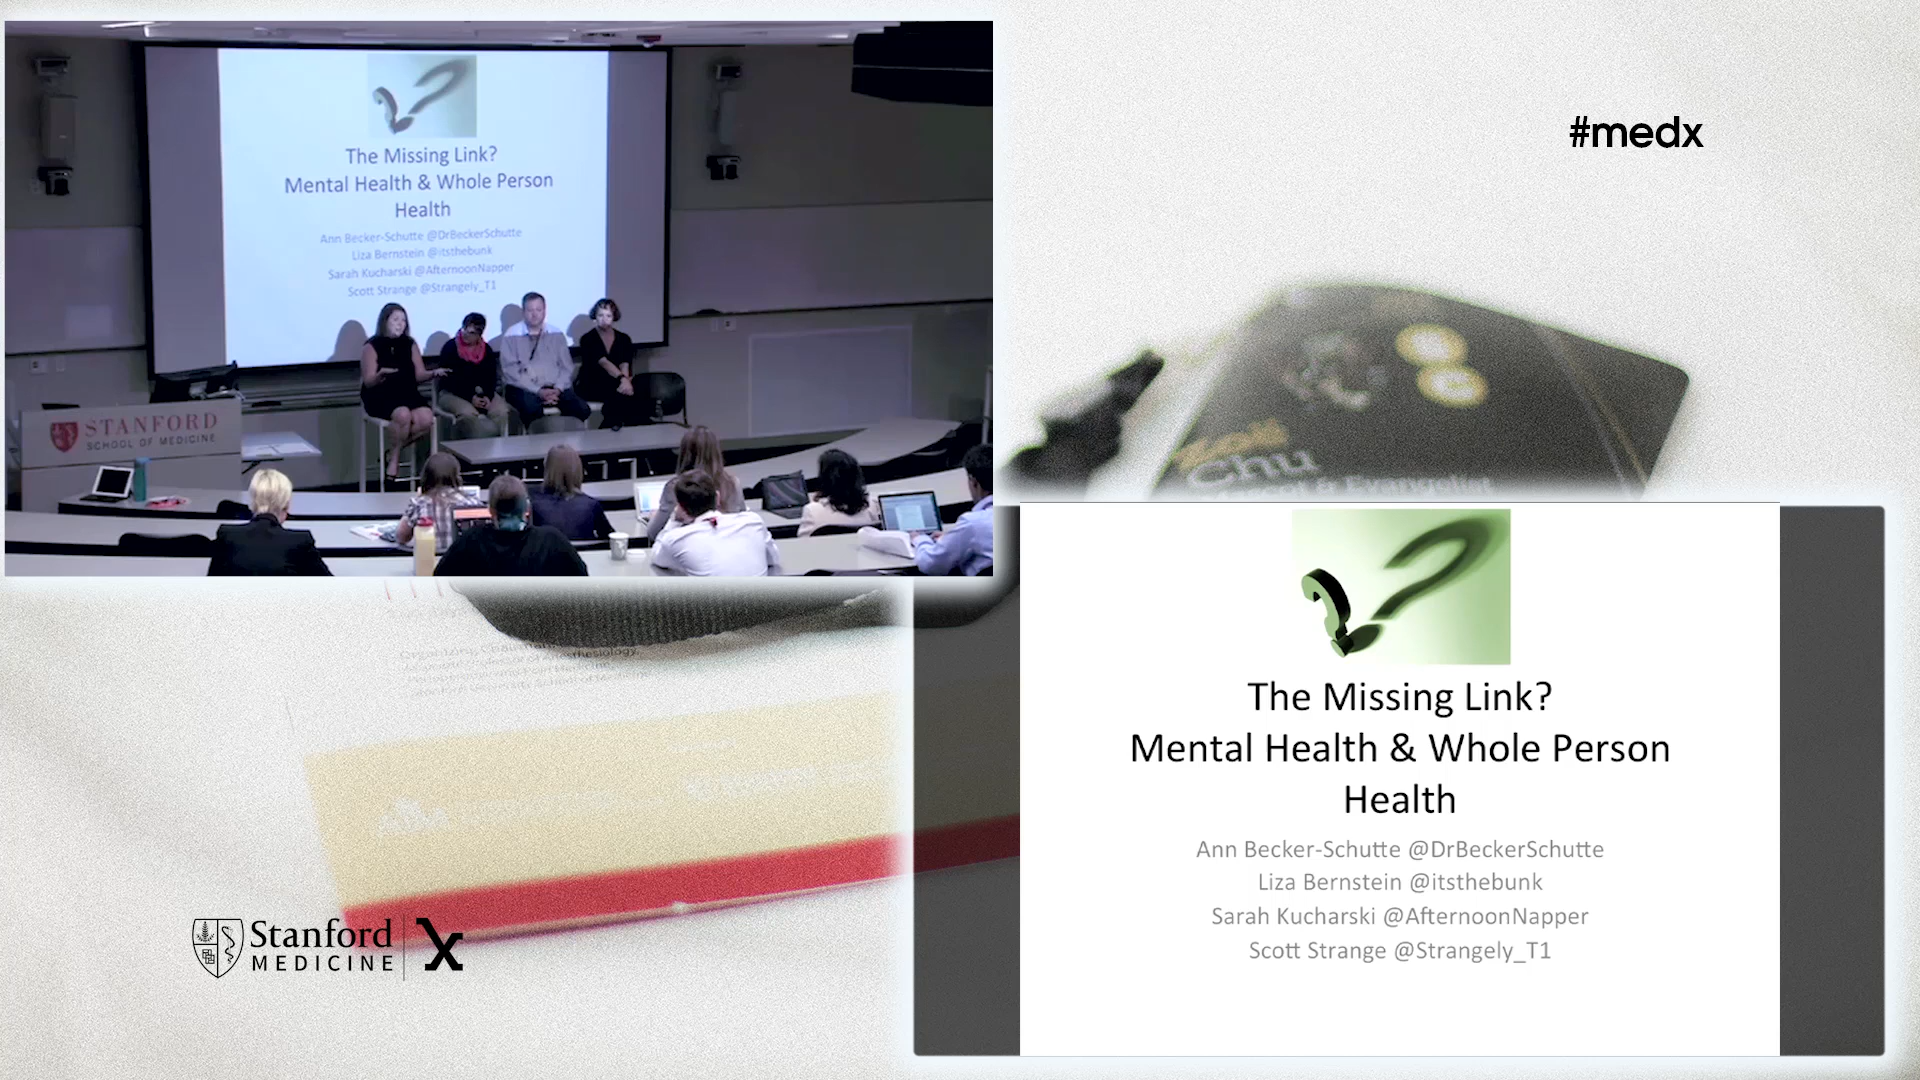 The Missing Link?
Mental Health & Whole Person
Health
Ann Becker-Schutte @DrBeckerSchutte
Liza Bernstein @itsthebunk
Sarah Kucharski @AfternoonNapper
Scott Strange @Strangely_T1
STANFORD
SCHOOL OF MEDICINE
#medx
Chu
The Missing Link?
Mental Health & Whole Person
Health
Ann Becker-Schutte @DrBeckerSchutte
Liza Bernstein @itsthebunk
Sarah Kucharski @AfternoonNapper
Scott Strange @Strangely_T1
Stanford
MEDICINE
X